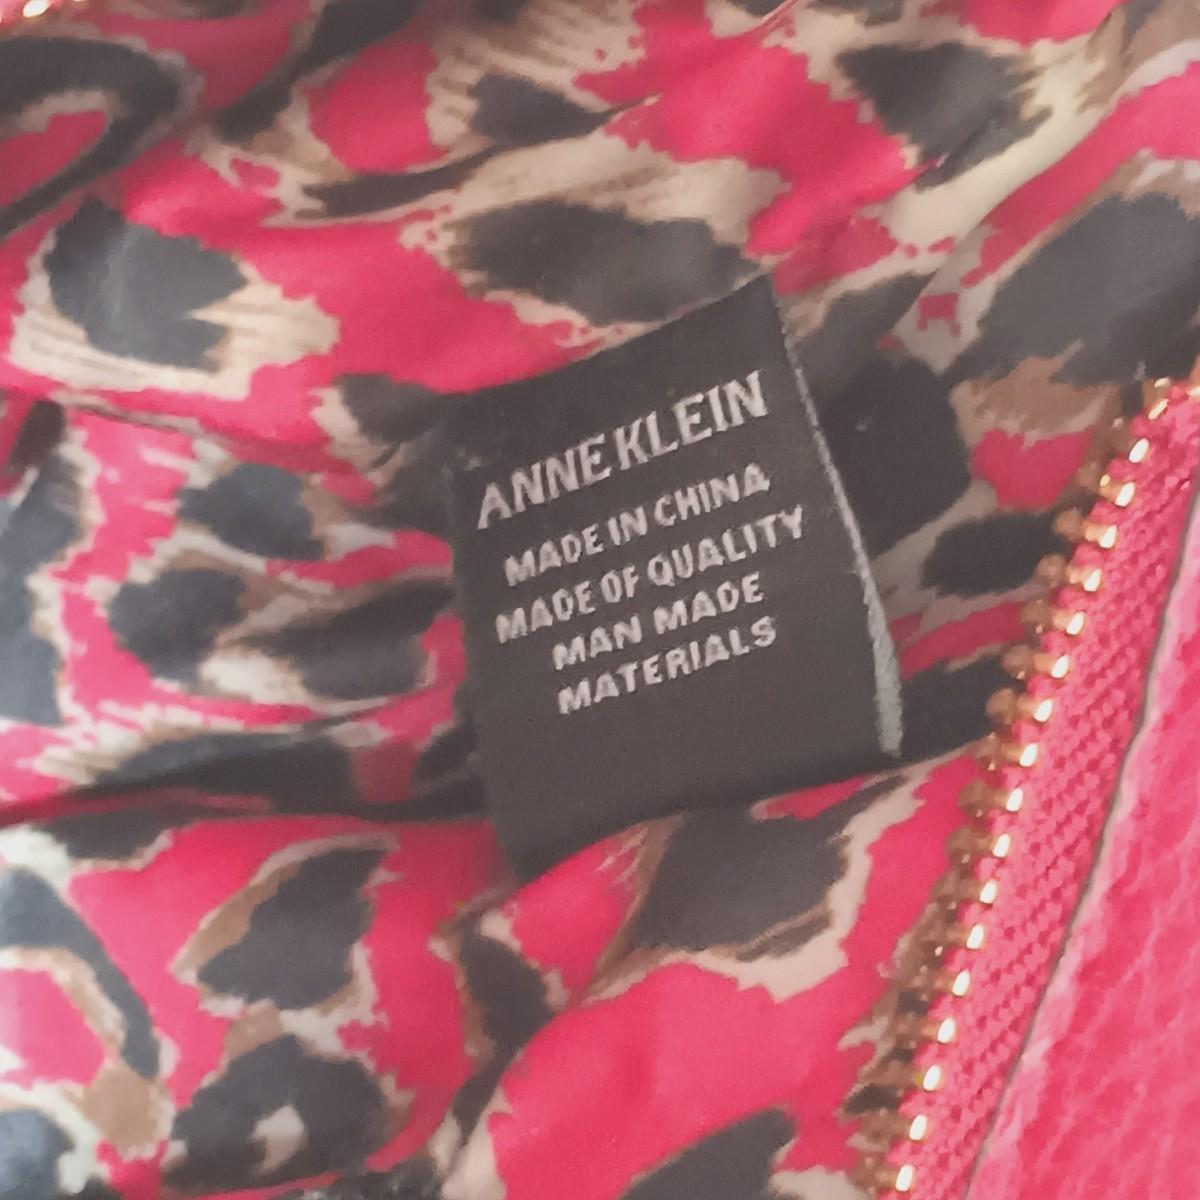 ANNE KLEIN
MADE IN CHINA
MADE OF QUALITY
MAN MADE
MATERIALS